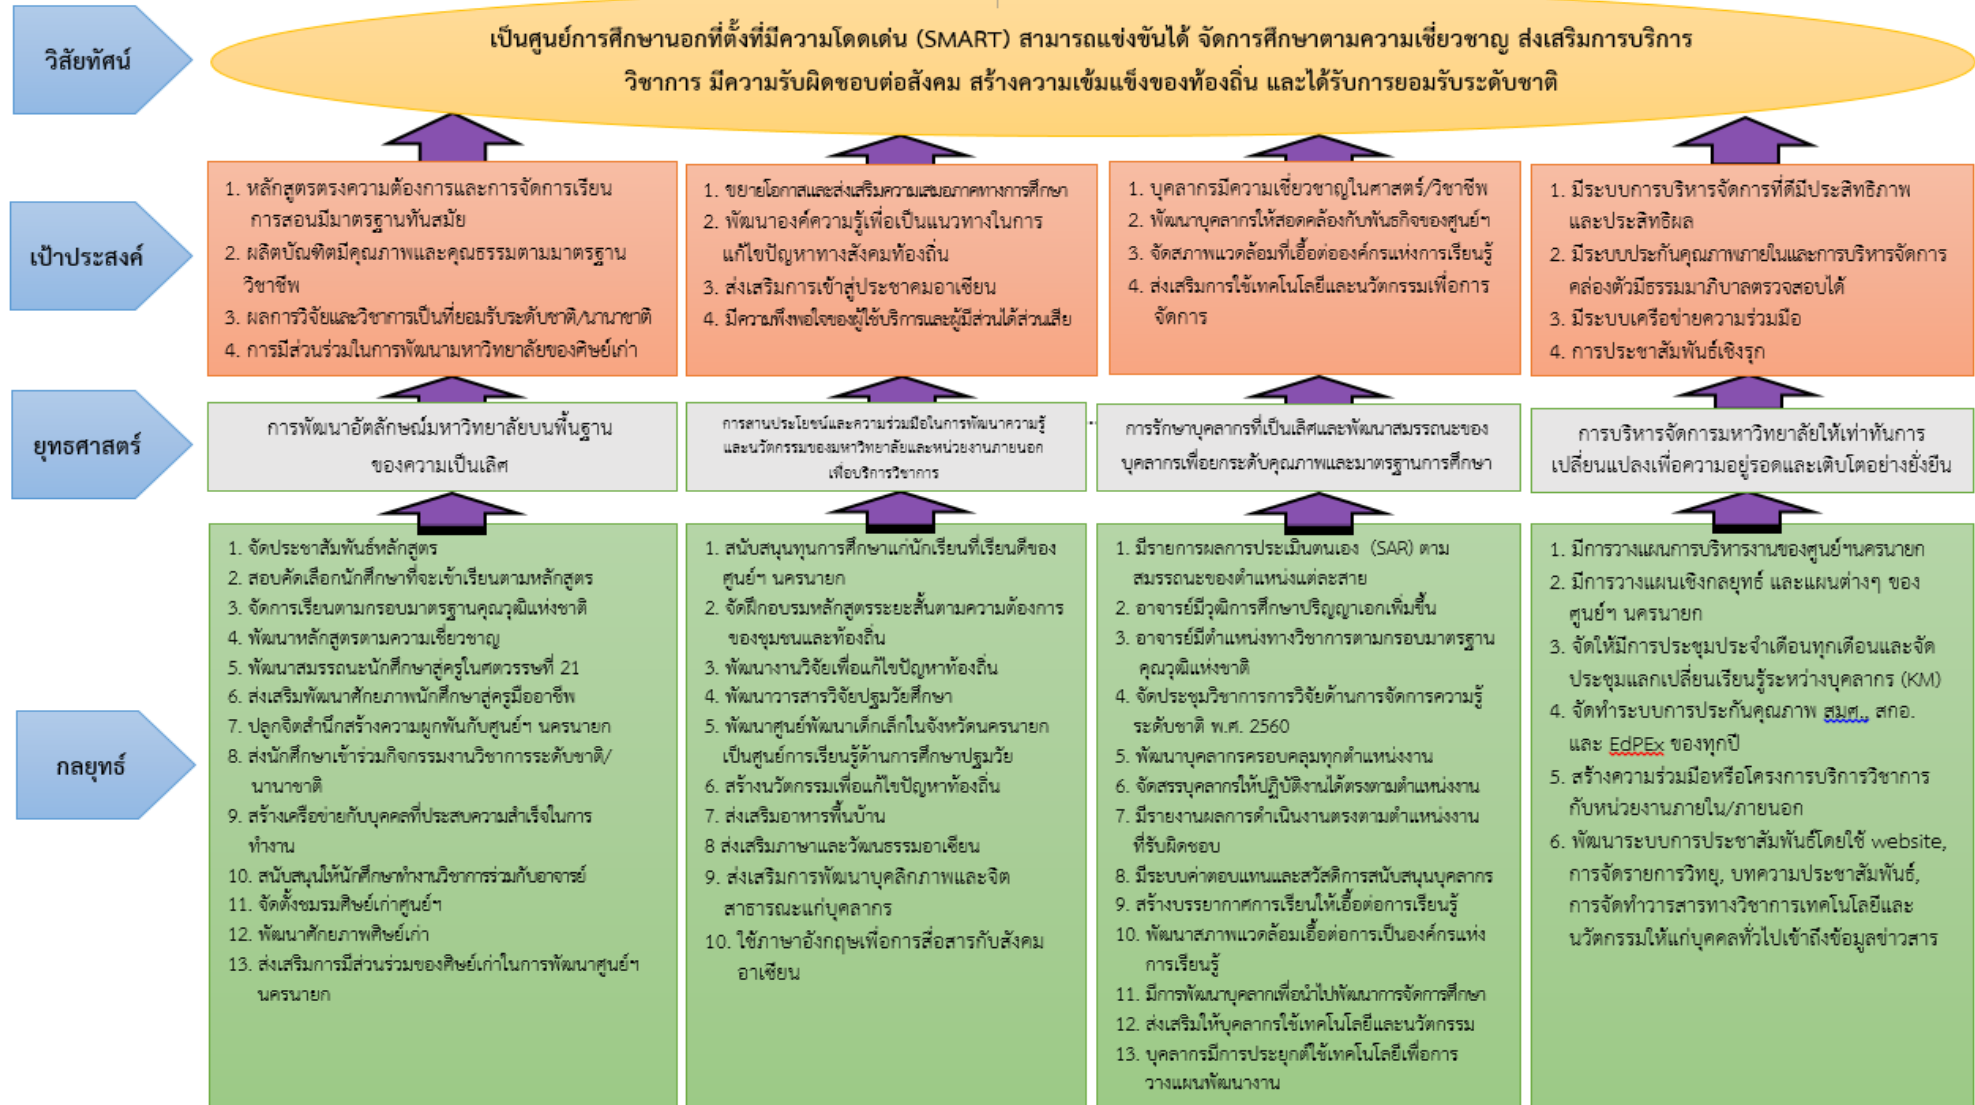 วิสัยทัศน์
เป็นศูนย์การศึกษานอกที่ตั้งที่มีความโดดเด่น (SMART) สามารถแข่งขันได้ จัดการศึกษาตามความเชี่ยวชาญ ส่งเสริมการบริการ
วิชาการ มีความรับผิดชอบต่อสังคม สร้างความเข้มแข็งของท้องถิ่น และได้รับการยอมรับระดับชาติ
เป้าประสงค์
1. หลักสูตรตรงความต้องการและการจัดการเรียน
การสอนมีมาตรฐานทันสมัย
2. ผลิตบัณฑิตมีคุณภาพและคุณธรรมตามมาตรฐาน
วิชาชีพ
3. ผลการวิจัยและวิชาการเป็นที่ยอมรับระดับชาติ/นานาชาติ
4. การมีส่วนร่วมในการพัฒนามหาวิทยาลัยของศิษย์เก่า
1. ขยายโอกาสและส่งเสริมความเสมอภาคทางการศึกษา
2. พัฒนาองค์ความรู้เพื่อเป็นแนวทางในการ
แก้ไขปัญหาทางสังคมท้องถิ่น
3. ส่งเสริมการเข้าสู่ประชาคมอาเซียน
4. มีความพึงพอใจของผู้ใช้บริการและผู้มีส่วนได้ส่วนเสีย
1. บุคลากรมีความเชี่ยวชาญในศาสตร์/วิชาชีพ
2. พัฒนาบุคลากรให้สอดคล้องกับพันธกิจของศูนย์ฯ
3. จัดสภาพแวดล้อมที่เอื้อต่อองค์กรแห่งการเรียนรู้
4. ส่งเสริมการใช้เทคโนโลยีและนวัตกรรมเพื่อการ
จัดการ
1. มีระบบการบริหารจัดการที่ดีมีประสิทธิภาพ
และประสิทธิผล
2. มีระบบประกันคุณภาพภายในและการบริหารจัดการ
คล่องตัวมีธรรมมาภิบาลตรวจสอบได้
3. มีระบบเครือข่ายความร่วมมือ
4. การประชาสัมพันธ์เชิงรุก
ยุทธศาสตร์
การพัฒนาอัตลักษณ์มหาวิทยาลัยบนพื้นฐาน
ของความเป็นเลิศ
การสานประโยชน์และความร่วมมือในการพัฒนาความรู้
และนวัตกรรมของมหาวิทยาลัยและหน่วยงานภายนอก
เพื่อบริการวิชาการ
การรักษาบุคลากรที่เป็นเลิศและพัฒนาสมรรถนะของ
บุคลากรเพื่อยกระดับคุณภาพและมาตรฐานการศึกษา
การบริหารจัดการมหาวิทยาลัยให้เท่าทันการ
เปลี่ยนแปลงเพื่อความอยู่รอดและเติบโตอย่างยั่งยืน
กลยุทธ์
1. จัดประชาสัมพันธ์หลักสูตร
2. สอบคัดเลือกนักศึกษาที่จะเข้าเรียนตามหลักสูตร
3. จัดการเรียนตามกรอบมาตรฐานคุณวุฒิแห่งชาติ
4. พัฒนาหลักสูตรตามความเชี่ยวชาญ
5. พัฒนาสมรรถนะนักศึกษาสู่ครูในศตวรรษที่ 21
6. ส่งเสริมพัฒนาศักยภาพนักศึกษาสู่ครูมืออาชีพ
7. ปลูกจิตสำนึกสร้างความผูกพันกับศูนย์ฯ นครนายก
8. ส่งนักศึกษาเข้าร่วมกิจกรรมงานวิชาการระดับชาติ/
นานาชาติ
9. สร้างเครือข่ายกับบุคคลที่ประสบความสำเร็จในการ
ทำงาน
10. สนับสนุนให้นักศึกษาทำงานวิชาการร่วมกับอาจารย์
11. จัดตั้งชมรมศิษย์เก่าศูนย์ฯ
12. พัฒนาศักยภาพศิษย์เก่า
13. ส่งเสริมการมีส่วนร่วมของศิษย์เก่าในการพัฒนาศูนย์ฯ
นครนายก
1. สนับสนุนทุนการศึกษาแก่นักเรียนที่เรียนดีของ
ศูนย์ฯ นครนายก
2. จัดฝึกอบรมหลักสูตรระยะสั้นตามความต้องการ
ของชุมชนและท้องถิ่น
3. พัฒนางานวิจัยเพื่อแก้ไขปัญหาท้องถิ่น
4. พัฒนาวารสารวิจัยปฐมวัยศึกษา
5. พัฒนาศูนย์พัฒนาเด็กเล็กในจังหวัดนครนายก
เป็นศูนย์การเรียนรู้ด้านการศึกษาปฐมวัย
6. สร้างนวัตกรรมเพื่อแก้ไขปัญหาท้องถิ่น
7. ส่งเสริมอาหารพื้นบ้าน
8 ส่งเสริมภาษาและวัฒนธรรมอาเซียน
9. ส่งเสริมการพัฒนาบุคลิกภาพและจิต
สาธารณะแก่บุคลากร
10. ใช้ภาษาอังกฤษเพื่อการสื่อสารกับสังคม
อาเซียน
1. มีรายการผลการประเมินตนเอง (SAR) ตาม
สมรรถนะของตำแหน่งแต่ละสาย
2. อาจารย์มีวุฒิการศึกษาปริญญาเอกเพิ่มขึ้น
3. อาจารย์มีตำแหน่งทางวิชาการตามกรอบมาตรฐาน
คุณวุฒิแห่งชาติ
4. จัดประชุมวิชาการการวิจัยด้านการจัดการความรู้
ระดับชาติ พ.ศ. 2560
5. พัฒนาบุคลากรครอบคลุมทุกตำแหน่งงาน
6. จัดสรรบุคลากรให้ปฏิบัติงานได้ตรงตามตำแหน่งงาน
7. มีรายงานผลการดำเนินงานตรงตามตำแหน่งงาน
ที่รับผิดชอบ
8. มีระบบค่าตอบแทนและสวัสดิการสนับสนุนบุคลากร
9. สร้างบรรยากาศการเรียนให้เอื้อต่อการเรียนรู้
10. พัฒนาสภาพแวดล้อมเอื้อต่อการเป็นองค์กรแห่ง
การเรียนรู้
11. มีการพัฒนาบุคลากเพื่อนำไปพัฒนาการจัดการศึกษา
12. ส่งเสริมให้บุคลากรใช้เทคโนโลยีและนวัตกรรม
13. บุคลากรมีการประยุกต์ใช้เทคโนโลยีเพื่อการ
วางแผนพัฒนางาน
1. มีการวางแผนการบริหารงานของศูนย์ฯนครนายก
2. มีการวางแผนเชิงกลยุทธ์ และแผนต่างๆ ของ
ศูนย์ฯ นครนายก
3. จัดให้มีการประชุมประจำเดือนทุกเดือนและจัด
ประชุมแลกเปลี่ยนเรียนรู้ระหว่างบุคลากร (KM)
4. จัดทำระบบการประกันคุณภาพ สมศ., สกอ.
และ EdPEx ของทุกปี
5. สร้างความร่วมมือหรือโครงการบริการวิชาการ
กับหน่วยงานภายใน/ภายนอก
6. พัฒนาระบบการประชาสัมพันธ์โดยใช้ website,
การจัดรายการวิทยุ, บทความประชาสัมพันธ์,
การจัดทำวารสารทางวิชาการเทคโนโลยีและ
นวัตกรรมให้แก่บุคคลทั่วไปเข้าถึงข้อมูลข่าวสาร